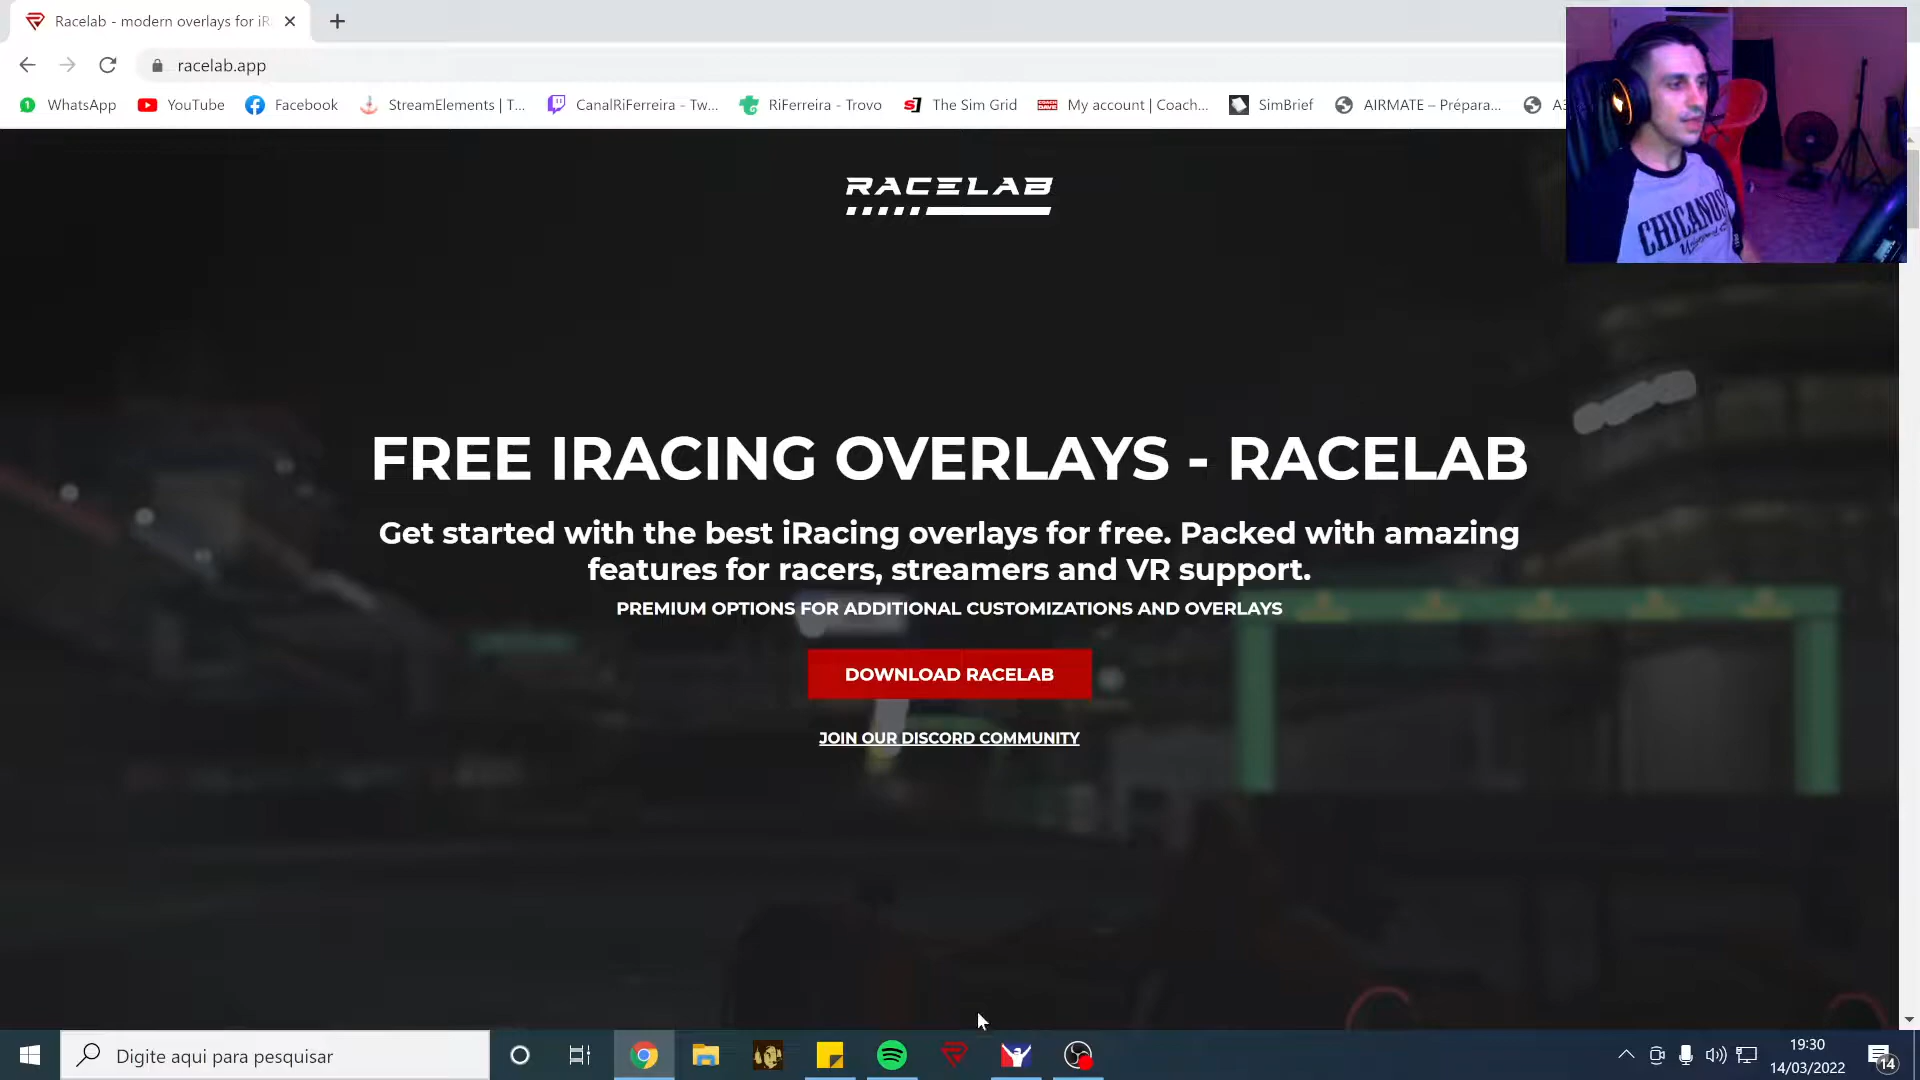 Racelab - modern overlays for iR
racelab.app
WhatsApp
YouTube
Facebook
StreamElements | T...
CanalRiFerreira - Tw...
RiFerreira - Trovo
The Sim Grid
My account | Coach...
SimBrief
AIRMATE – Prépara...
CHICANOS
RACELAB
FREE IRACING OVERLAYS - RACELAB
Get started with the best iRacing overlays for free. Packed with amazing
features for racers, streamers and VR support.
PREMIUM OPTIONS FOR ADDITIONAL CUSTOMIZATIONS AND OVERLAYS
DOWNLOAD RACELAB
JOIN OUR DISCORD COMMUNITY
Digite aqui para pesquisar
19:30
14/03/2022
14